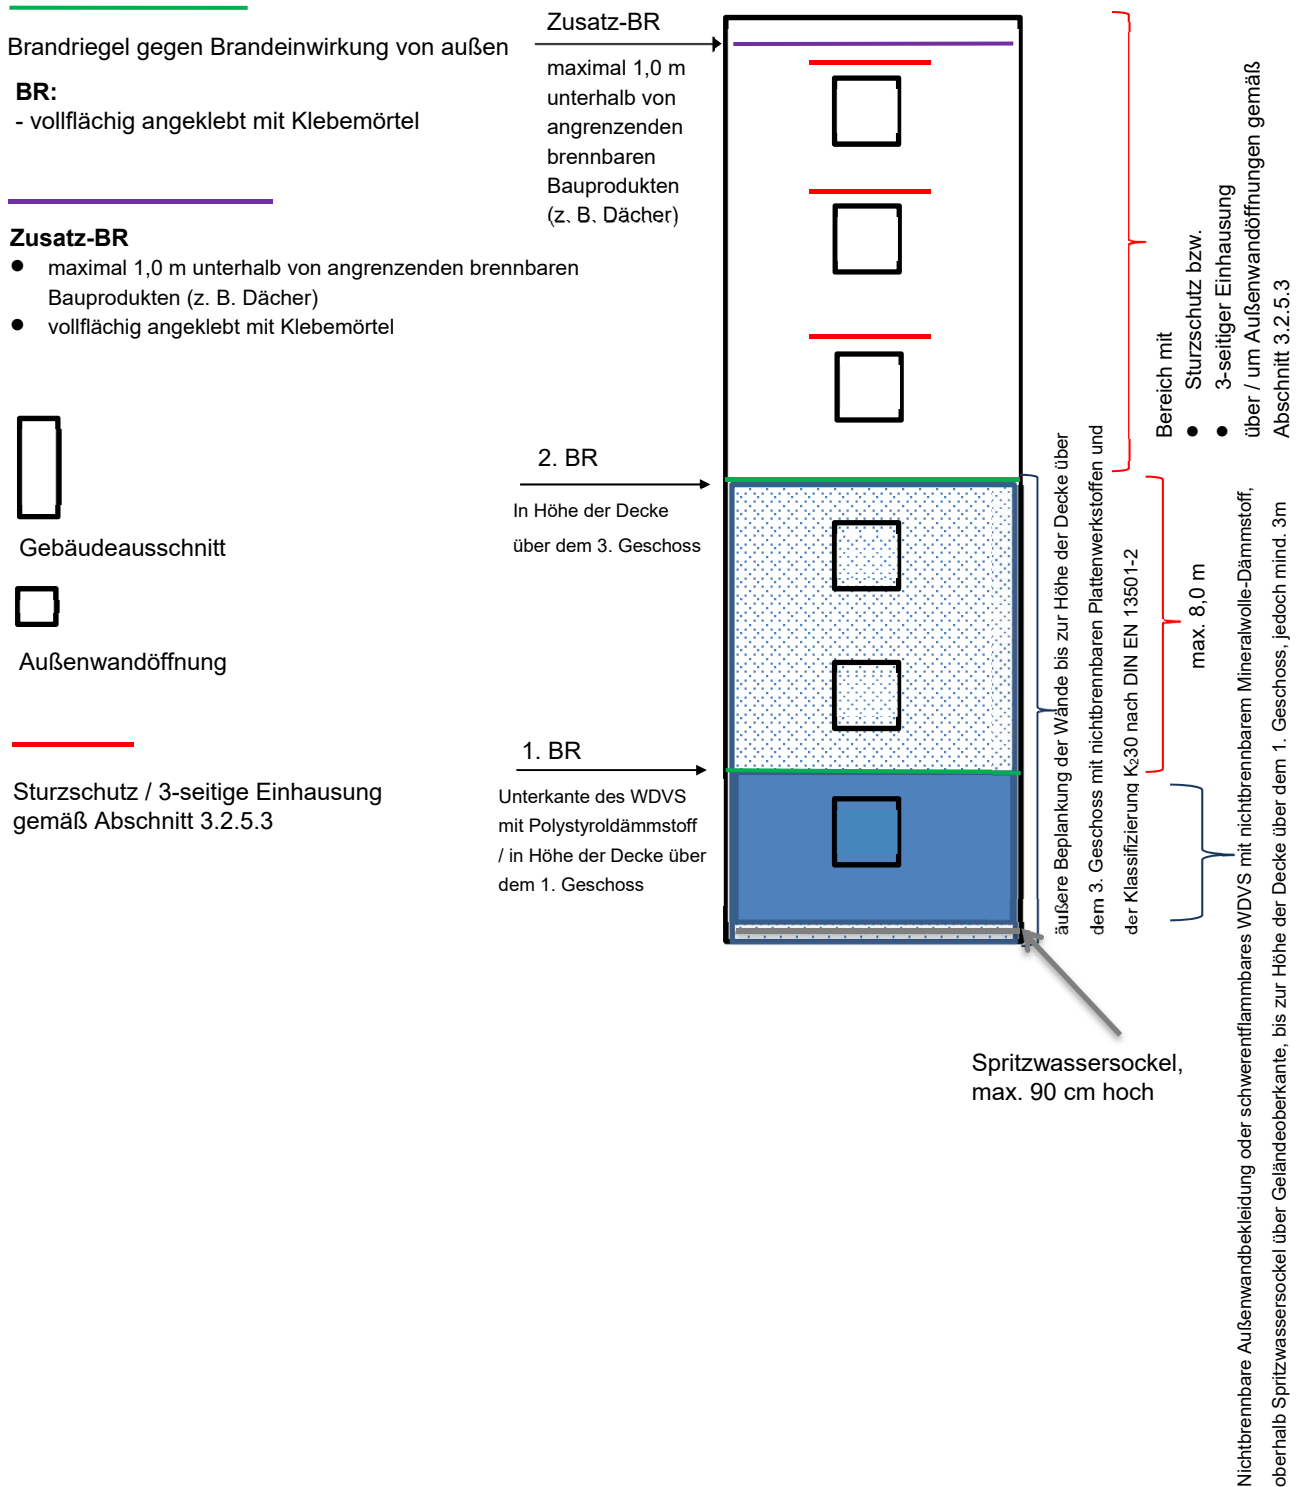 Brandriegel gegen Brandeinwirkung von außen
BR:
- vollflächig angeklebt mit Klebemörtel
Zusatz-BR
● maximal 1,0 m unterhalb von angrenzenden brennbaren
Bauprodukten (z. B. Dächer)
● vollflächig angeklebt mit Klebemörtel
Gebäudeausschnitt
Außenwandöffnung
Sturzschutz / 3-seitige Einhausung
gemäß Abschnitt 3.2.5.3
Zusatz-BR
maximal 1,0 m
unterhalb von
angrenzenden
brennbaren
Bauprodukten
(z. B. Dächer)
2. BR
In Höhe der Decke
über dem 3. Geschoss
1. BR
Unterkante des WDVS
mit Polystyroldämmstoff
/ in Höhe der Decke über
dem 1. Geschoss
Spritzwassersockel,
max. 90 cm hoch
äußere Beplankung der Wände bis zur Höhe der Decke über
dem 3. Geschoss mit nichtbrennbaren Plattenwerkstoffen und
der Klassifizierung K₂30 nach DIN EN 13501-2
Bereich mit
● Sturzschutz bzw.
● 3-seitiger Einhausung
über / um Außenwandöffnungen gemäß
Abschnitt 3.2.5.3
max. 8,0 m
Nichtbrennbare Außenwandbekleidung oder schwerentflammbares WDVS mit nichtbrennbarem Mineralwolle-Dämmstoff,
oberhalb Spritzwassersockel über Geländeoberkante, bis zur Höhe der Decke über dem 1. Geschoss, jedoch mind. 3m